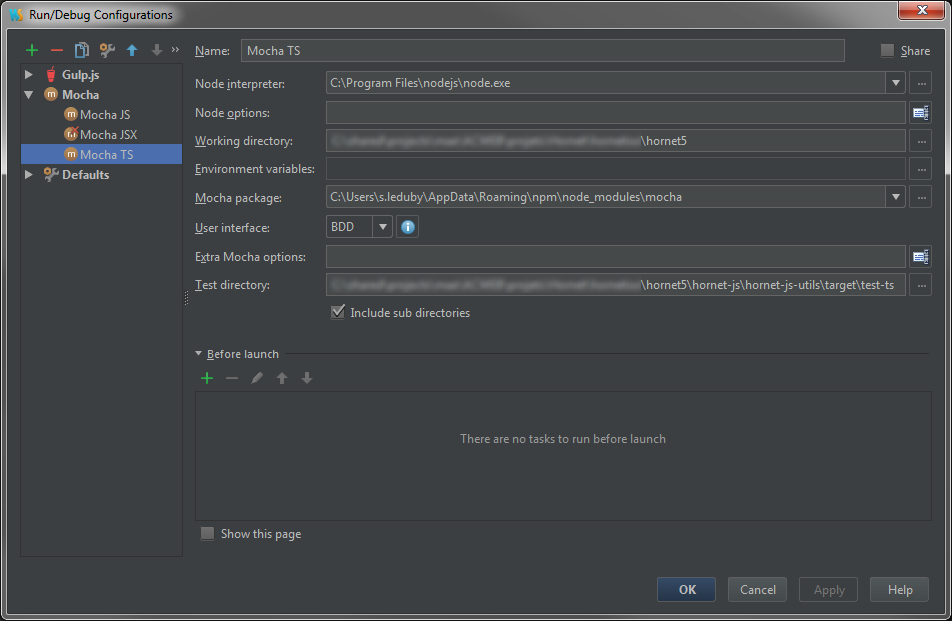 Run/Debug Configurations
Name: Mocha TS Share
Gulp.js
Mocha
Mocha JS
Mocha JSX
Mocha TS
Defaults
Node interpreter: C:\Program Files\nodejs\node.exe
Node options:
Working directory: \hornet5
Environment variables:
Mocha package: C:\Users\s.leduby\AppData\Roaming\npm\node_modules\mocha
User interface: BDD
Extra Mocha options:
Test directory: \hornet5\hornet-js\hornet-js-utils\target\test-ts
Include sub directories
Before launch
There are no tasks to run before launch
Show this page
OK Cancel Apply Help